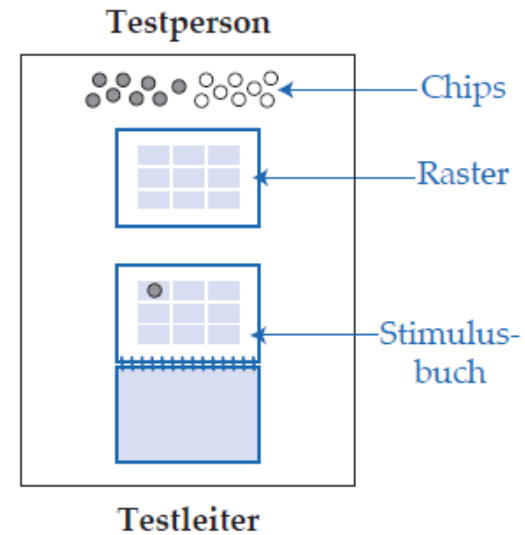 Testperson
Chips
Raster
Stimulus-
buch
Testleiter